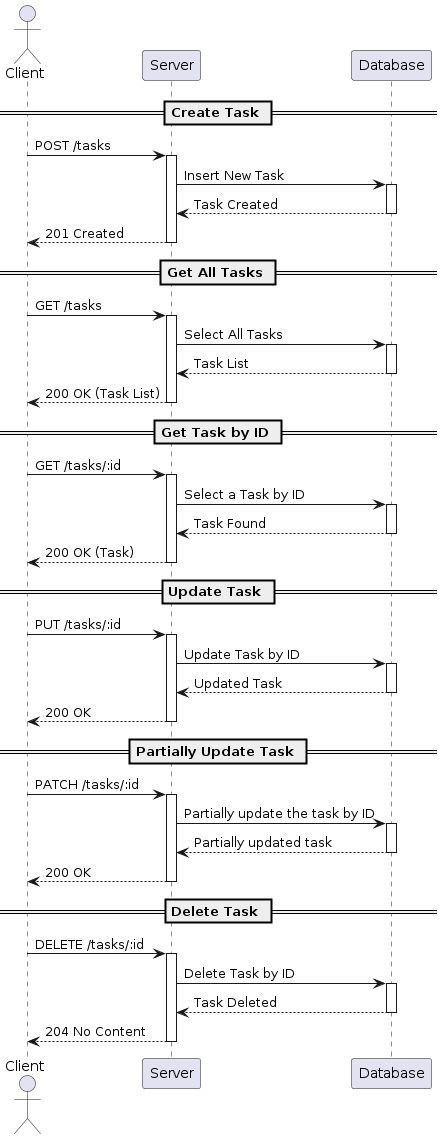 Client
Server
Database
Create Task
POST /tasks
Insert New Task
Task Created
201 Created
Get All Tasks
GET /tasks
Select All Tasks
Task List
200 OK (Task List)
Get Task by ID
GET /tasks/:id
Select a Task by ID
Task Found
200 OK (Task)
Update Task
PUT /tasks/:id
Update Task by ID
Updated Task
200 OK
Partially Update Task
PATCH /tasks/:id
Partially update the task by ID
Partially updated task
200 OK
Delete Task
DELETE /tasks/:id
Delete Task by ID
Task Deleted
204 No Content
Client
Server
Database